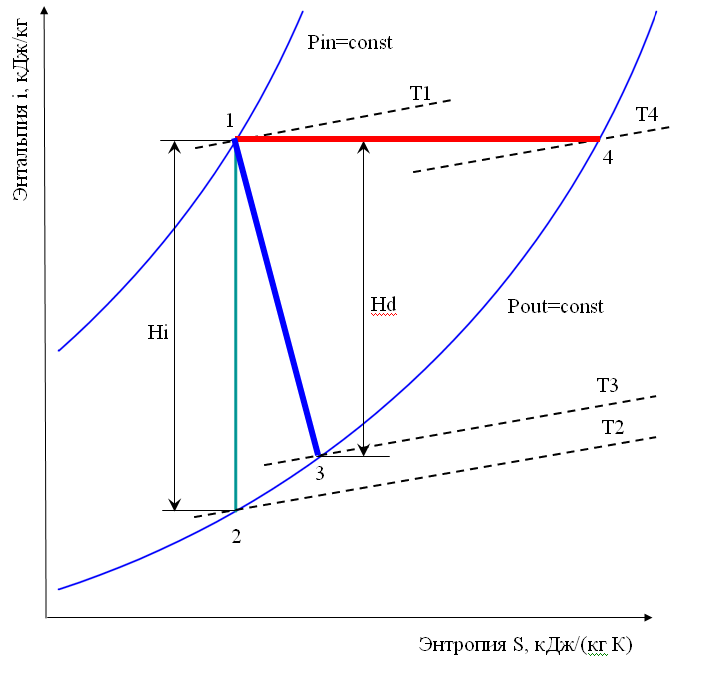 Энтальпия i, кДж/кг
Pin=const
T1
1
T4
4
Hd
Hi
Pout=const
T3
T2
3
2
Энтропия S, кДж/(кг К)